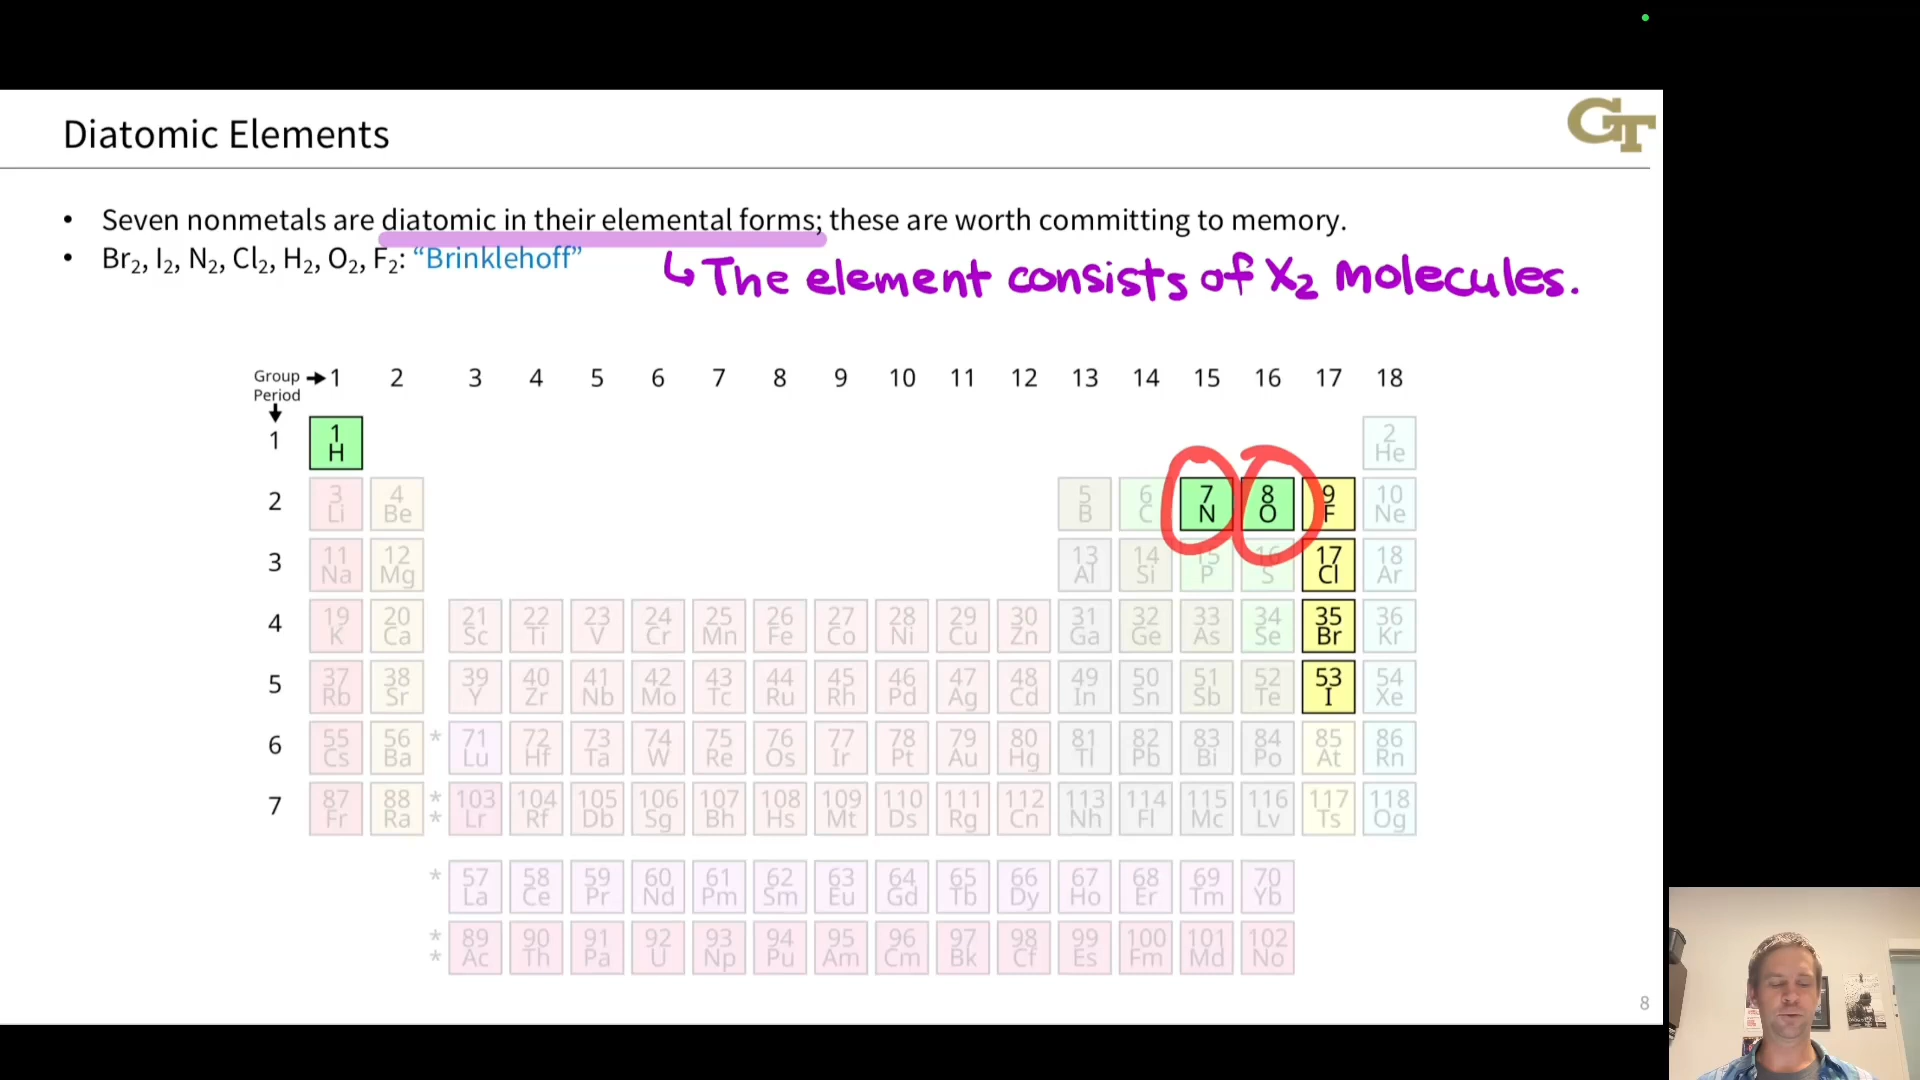 GT
Diatomic Elements
• Seven nonmetals are diatomic in their elemental forms; these are worth committing to memory.
• Br₂, I₂, N₂, Cl₂, H₂, O₂, F₂: “Brinklehoff”
↳ The element consists of X₂ molecules.
Group → 1 2 3 4 5 6 7 8 9 10 11 12 13 14 15 16 17 18
Period
↓
1 1 H 2 He
2 3 Li 4 Be 5 B 6 C 7 N 8 O 9 F 10 Ne
3 11 Na 12 Mg 13 Al 14 Si 15 P 16 S 17 Cl 18 Ar
4 19 K 20 Ca 21 Sc 22 Ti 23 V 24 Cr 25 Mn 26 Fe 27 Co 28 Ni 29 Cu 30 Zn 31 Ga 32 Ge 33 As 34 Se 35 Br 36 Kr
5 37 Rb 38 Sr 39 Y 40 Zr 41 Nb 42 Mo 43 Tc 44 Ru 45 Rh 46 Pd 47 Ag 48 Cd 49 In 50 Sn 51 Sb 52 Te 53 I 54 Xe
6 55 Cs 56 Ba * 71 Lu 72 Hf 73 Ta 74 W 75 Re 76 Os 77 Ir 78 Pt 79 Au 80 Hg 81 Tl 82 Pb 83 Bi 84 Po 85 At 86 Rn
7 87 Fr 88 Ra * * 103 Lr 104 Rf 105 Db 106 Sg 107 Bh 108 Hs 109 Mt 110 Ds 111 Rg 112 Cn 113 Nh 114 Fl 115 Mc 116 Lv 117 Ts 118 Og
* 57 La 58 Ce 59 Pr 60 Nd 61 Pm 62 Sm 63 Eu 64 Gd 65 Tb 66 Dy 67 Ho 68 Er 69 Tm 70 Yb
* * 89 Ac 90 Th 91 Pa 92 U 93 Np 94 Pu 95 Am 96 Cm 97 Bk 98 Cf 99 Es 100 Fm 101 Md 102 No
8